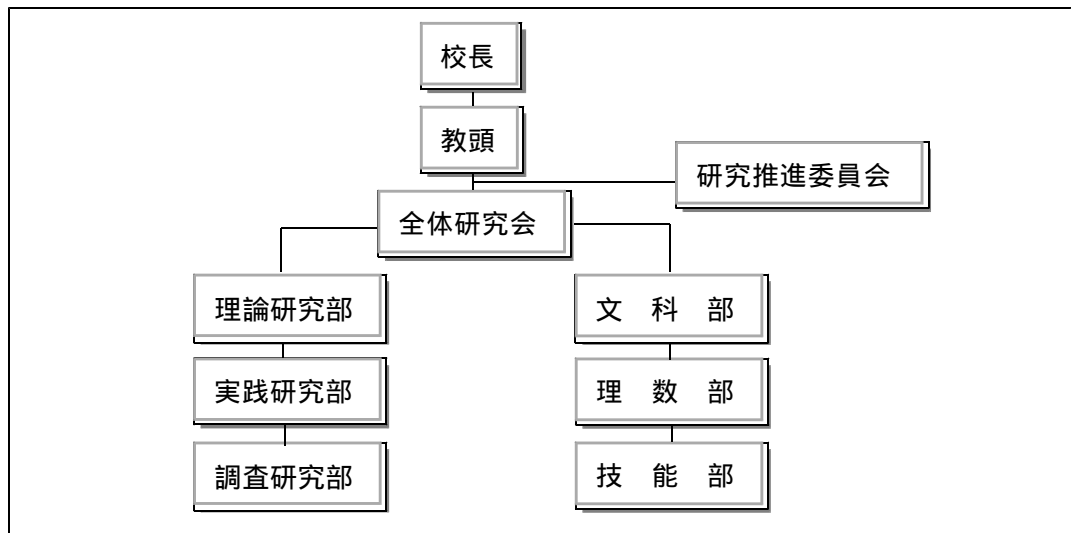 校長
教頭
研究推進委員会
全体研究会
理論研究部
文　科　部
実践研究部
理　数　部
調査研究部
技　能　部